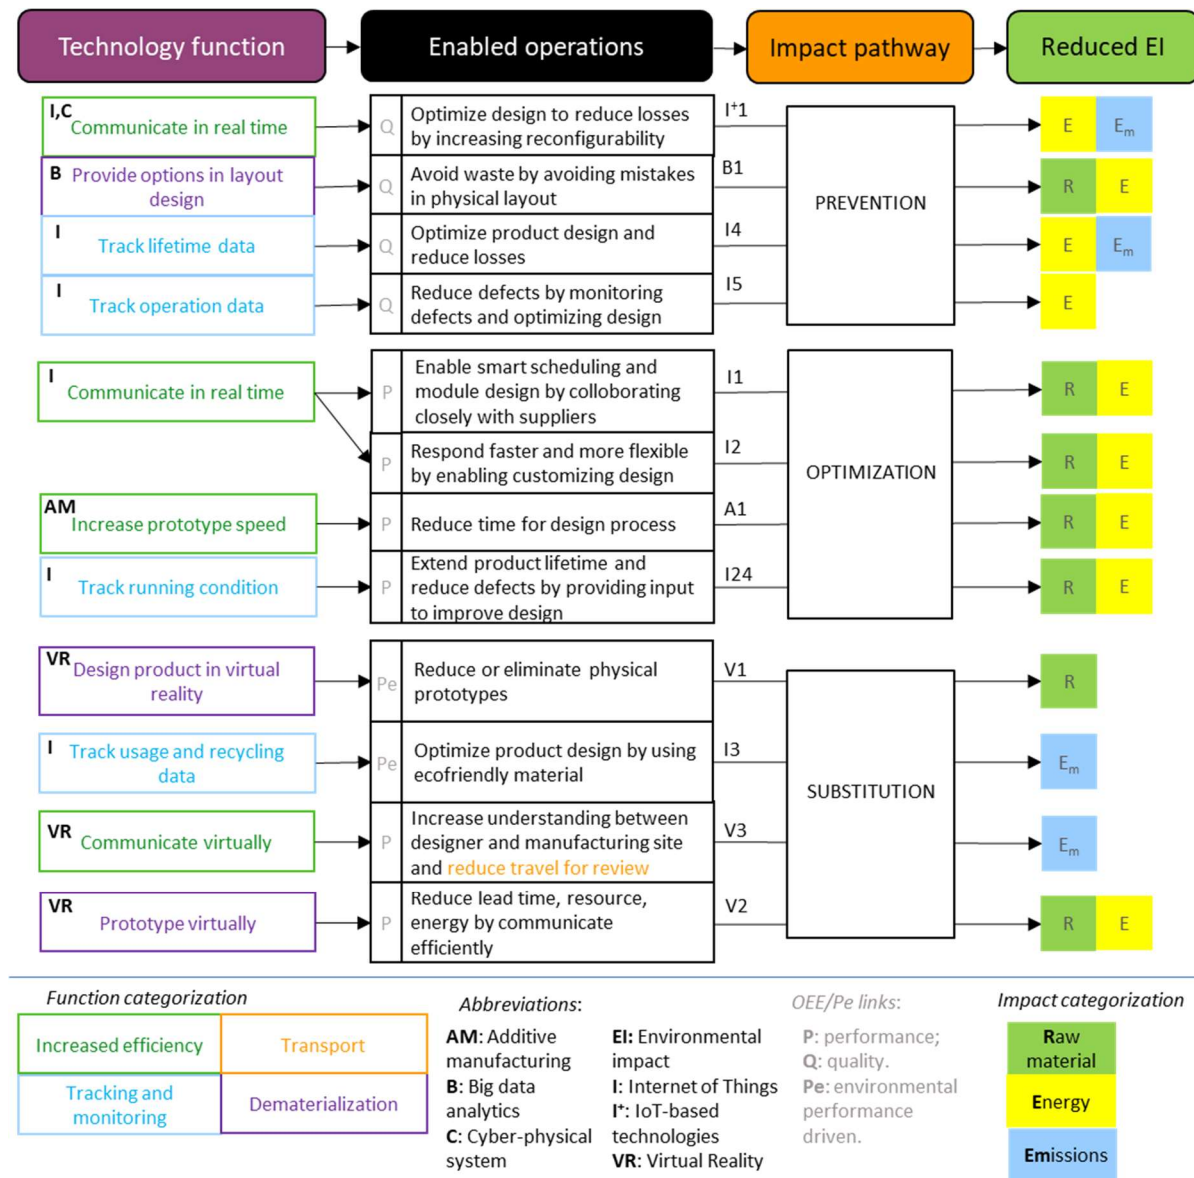 Technology function
Enabled operations
Impact pathway
Reduced EI
I,C
Communicate in real time
Q
Optimize design to reduce losses
by increasing reconfigurability
I⁺1
E
Eₘ
B
Provide options in layout
design
Q
Avoid waste by avoiding mistakes
in physical layout
B1
PREVENTION
R
E
I
Track lifetime data
Q
Optimize product design and
reduce losses
I4
E
Eₘ
I
Track operation data
Q
Reduce defects by monitoring
defects and optimizing design
I5
E
I
Communicate in real time
P
Enable smart scheduling and
module design by colloborating
closely with suppliers
I1
R
E
P
Respond faster and more flexible
by enabling customizing design
I2
OPTIMIZATION
R
E
AM
Increase prototype speed
P
Reduce time for design process
A1
R
E
I
Track running condition
P
Extend product lifetime and
reduce defects by providing input
to improve design
I24
R
E
VR
Design product in virtual
reality
Pe
Reduce or eliminate physical
prototypes
V1
R
I
Track usage and recycling
data
Pe
Optimize product design by using
ecofriendly material
I3
SUBSTITUTION
Eₘ
VR
Communicate virtually
P
Increase understanding between
designer and manufacturing site
and reduce travel for review
V3
Eₘ
VR
Prototype virtually
P
Reduce lead time, resource,
energy by communicate
efficiently
V2
R
E
Function categorization
Increased efficiency
Transport
Tracking and
monitoring
Dematerialization
Abbreviations:
AM: Additive
manufacturing
B: Big data
analytics
C: Cyber-physical
system
EI: Environmental
impact
I: Internet of Things
I⁺: IoT-based
technologies
VR: Virtual Reality
OEE/Pe links:
P: performance;
Q: quality.
Pe: environmental
performance
driven.
Impact categorization
Raw
material
Energy
Emissions